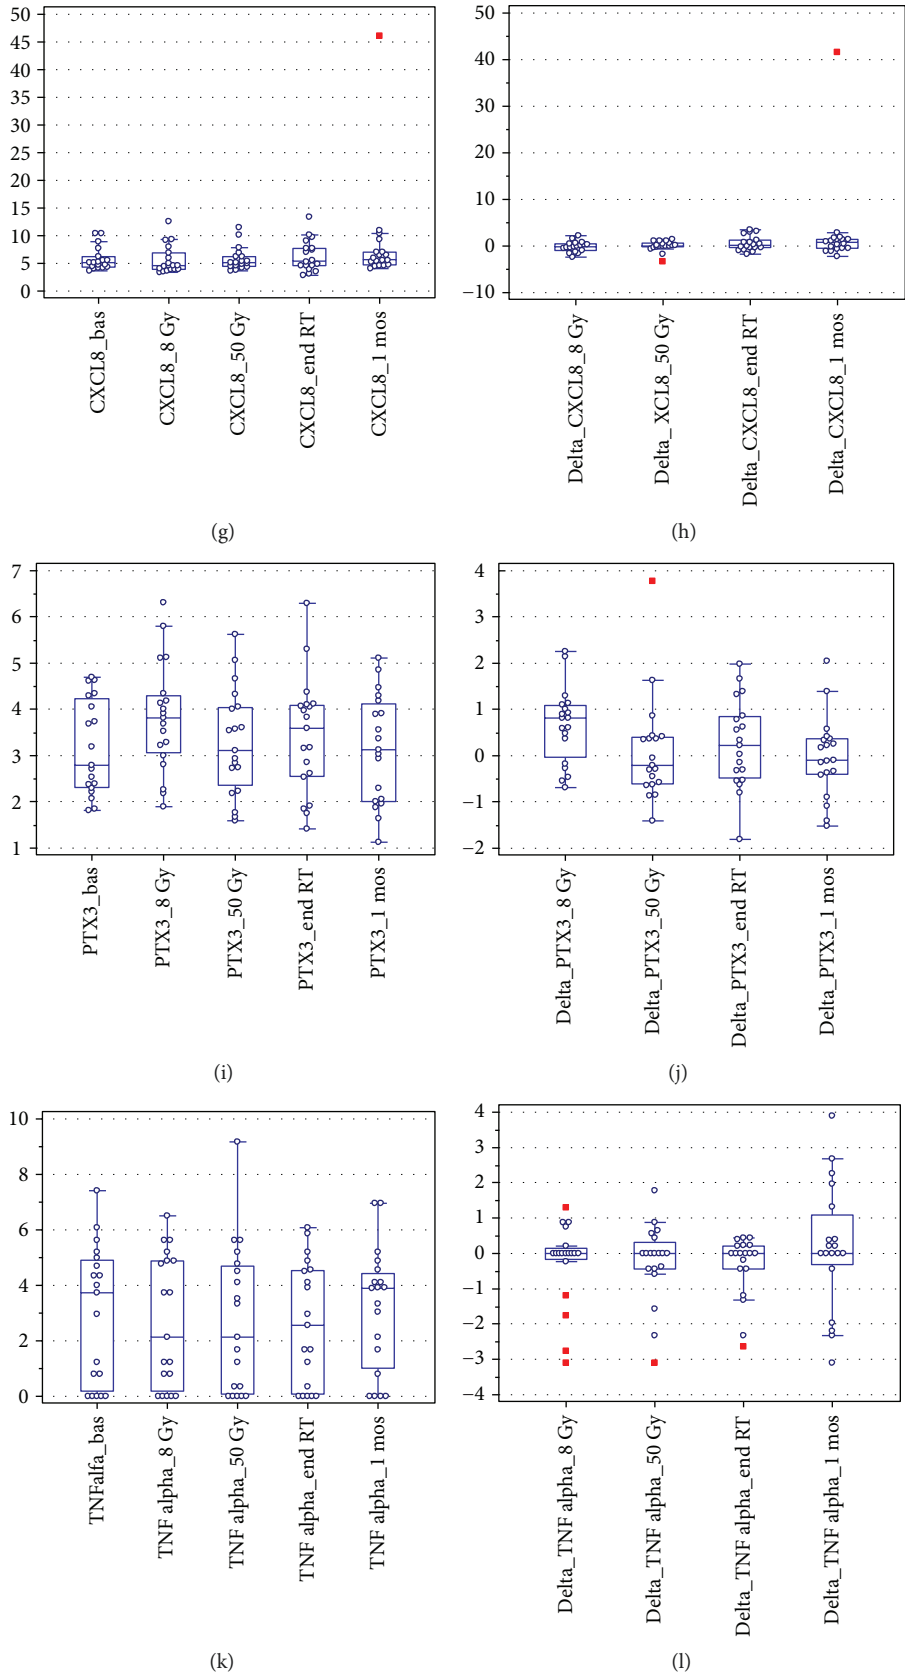 50
45
50
35
50
25
20
15
10
5
0
CXCL8_bas
CXCL8_8 Gy
CXCL8_50 Gy
CXCL8_end RT
CXCL8_1 mos
(g)
50
40
30
20
10
0
−10
Delta_CXCL8_8 Gy
Delta_ XCL8_50 Gy
Delta_CXCL8_end RT
Delta_CXCL8_1 mos
(h)
7
6
5
4
3
2
1
PTX3_bas
PTX3_8 Gy
PTX3_50 Gy
PTX3_end RT
PTX3_1 mos
(i)
4
3
2
1
0
−1
−2
Delta_PTX3_8 Gy
Delta_PTX3_50 Gy
Delta_PTX3_end RT
Delta_PTX3_1 mos
(j)
10
8
6
4
2
0
TNFalfa_bas
TNF alpha_8 Gy
TNF alpha_50 Gy
TNF alpha_end RT
TNF alpha_1 mos
(k)
4
3
2
1
0
−1
−2
−3
−4
Delta_TNF alpha_8 Gy
Delta_TNF alpha_50 Gy
Delta_TNF alpha_end RT
Delta_TNF alpha_1 mos
(l)